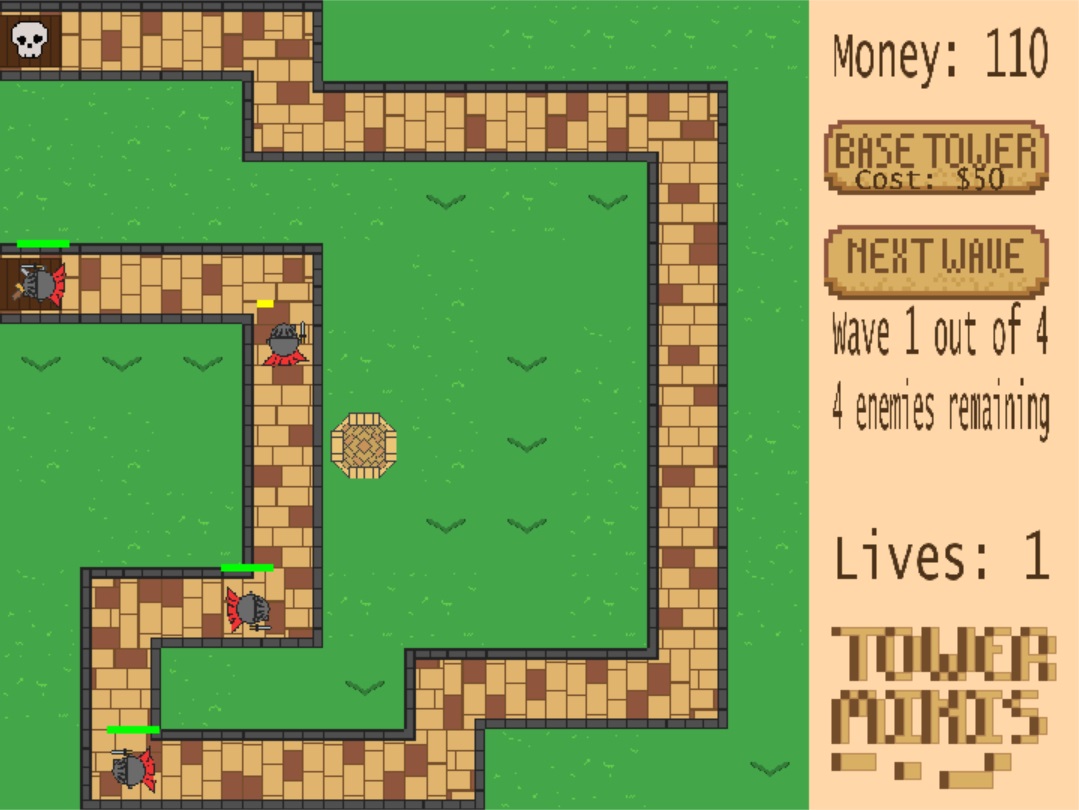 Money: 110
BASE TOWER
Cost: $50
NEXT WAVE
Wave 1 out of 4
4 enemies remaining
Lives: 1
TOWER
MINIS